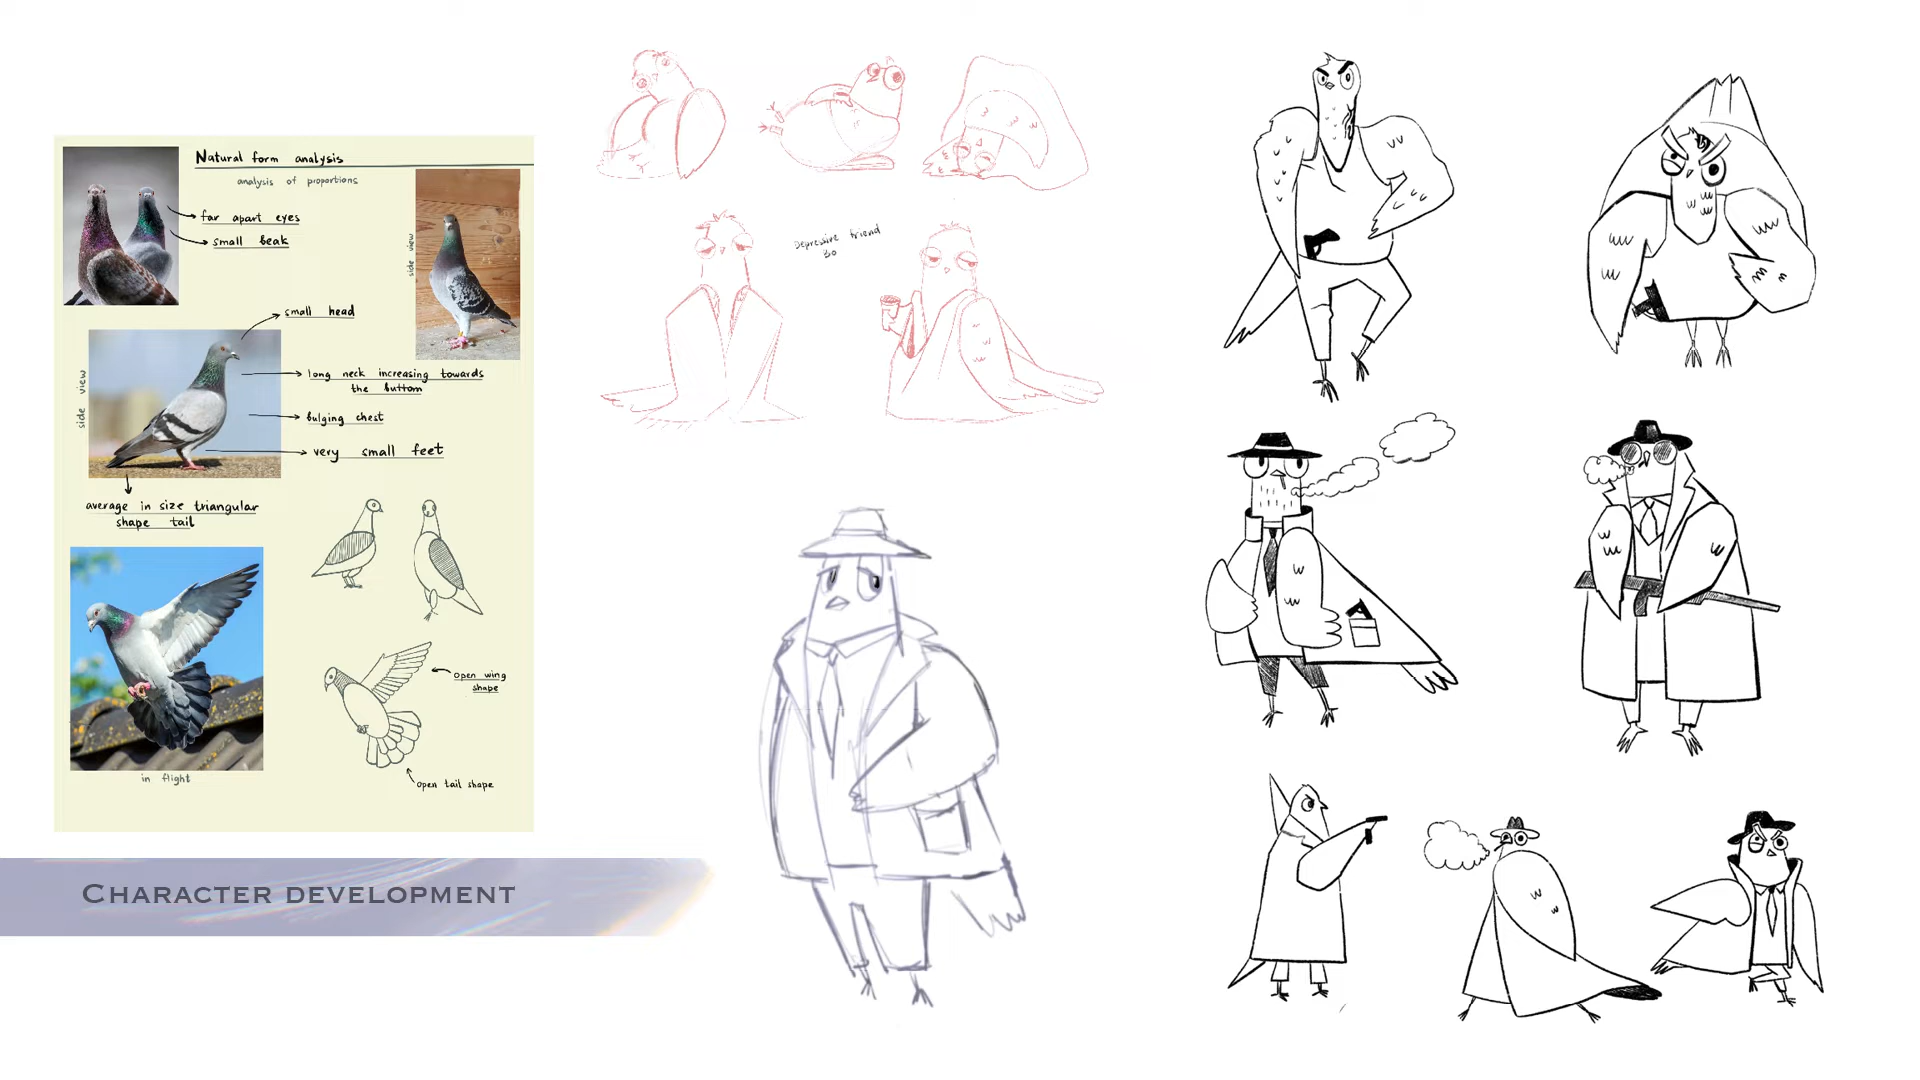 Natural form analysis
analysis of proportions
far apart eyes
small beak
side view
small head
long neck increasing towards
the buttom
side view
bulging chest
very small feet
average in size triangular
shape tail
open wing
shape
in flight
open tail shape
Depressive friend
Bo
CHARACTER DEVELOPMENT